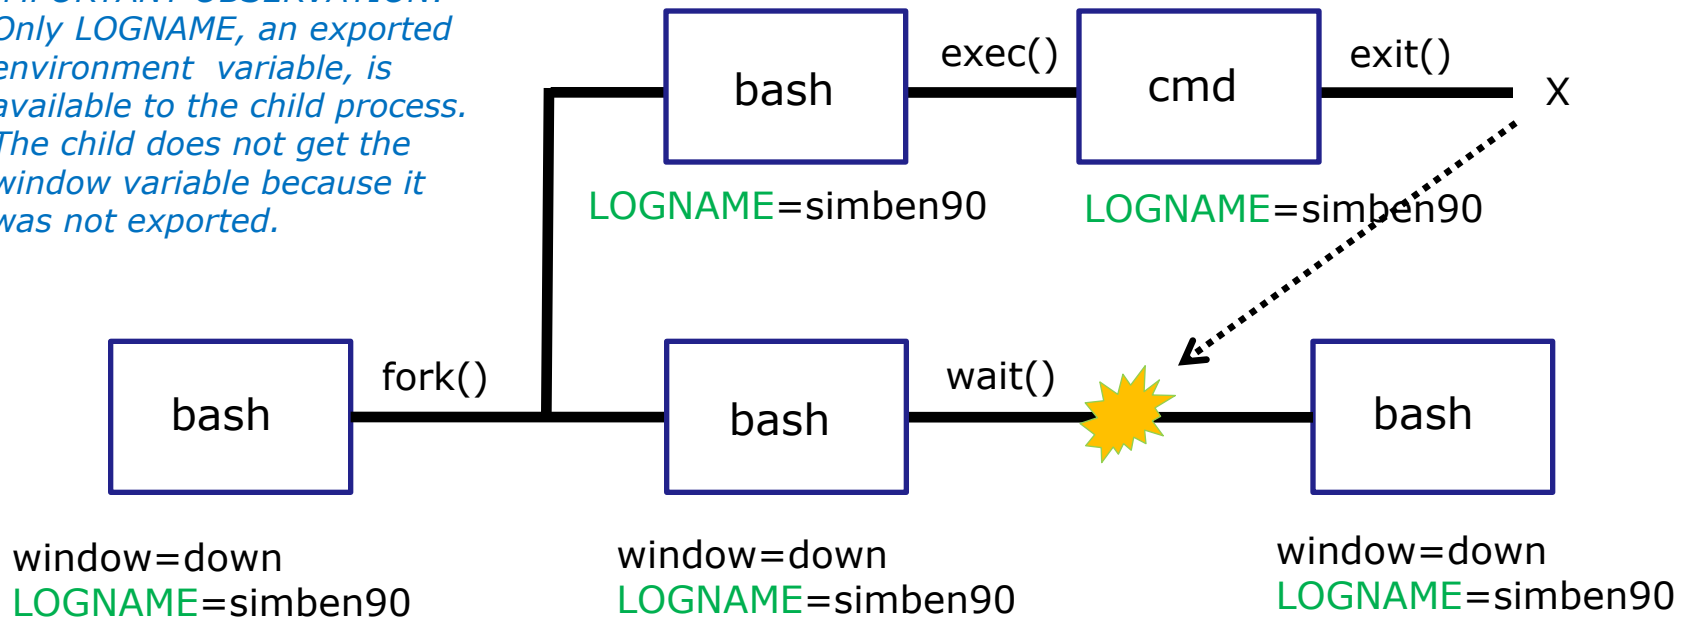 Only LOGNAME, an exported
environment variable, is
available to the child process.
The child does not get the
window variable because it
was not exported.
bash
exec()
cmd
exit()
X
LOGNAME=simben90
LOGNAME=simben90
bash
fork()
bash
wait()
bash
window=down
LOGNAME=simben90
window=down
LOGNAME=simben90
window=down
LOGNAME=simben90